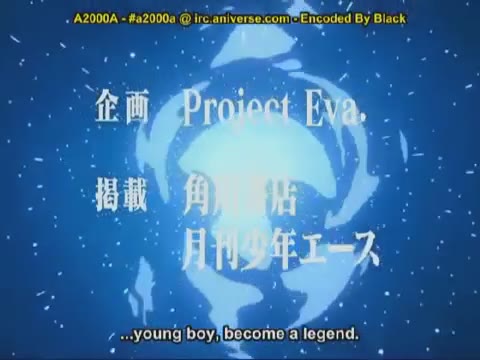 A2000A - #a2000a @ irc.aniverse.com - Encoded By Black
企画 Project Eva.
掲載 角川書店
月刊少年エース
...young boy, become a legend.